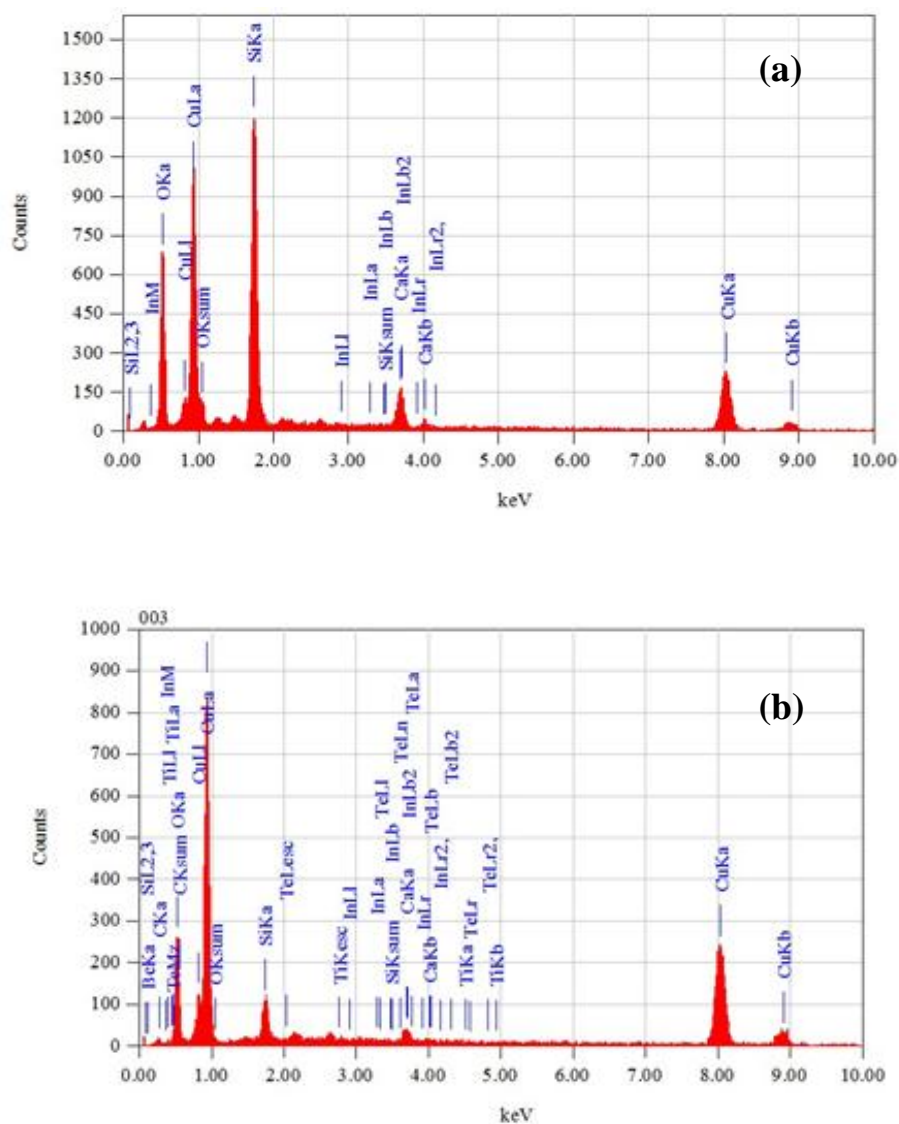 (a)
Counts
1500
1350
1200
1050
900
750
600
450
300
150
0
SiL2,3
InM
OKa
CuLl
CuLa
OKsum
SiKa
InLl
InLa
SiKsum
InLb
CaKa
InLb2
InLr
CaKb
InLr2,
CuKa
CuKb
0.00 1.00 2.00 3.00 4.00 5.00 6.00 7.00 8.00 9.00 10.00
keV
003
(b)
Counts
1000
900
800
700
600
500
400
300
200
100
0
BeKa SiL2,3
CKa
TeMz CKsum TiLl
OKa TiLa InM
CuLl
CuLa
OKsum
SiKa
TeLesc
TiKesc
InLl
InLa
TeLl
SiKsum InLb
TeLn
CaKa InLb2
TeLa
InLr
CaKb TeLb
InLr2,
TeLb2
TiKa
TeLr
TeLr2,
TiKb
CuKa
CuKb
0.00 1.00 2.00 3.00 4.00 5.00 6.00 7.00 8.00 9.00 10.00
keV